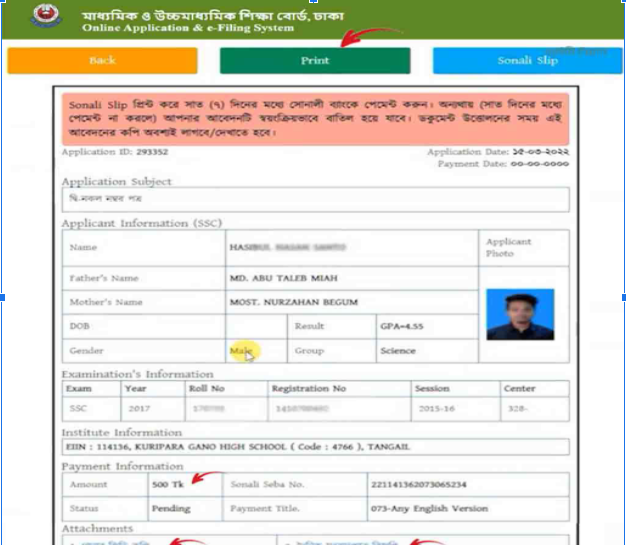 মাধ্যমিক ও উচ্চমাধ্যমিক শিক্ষা বোর্ড, ঢাকা
Online Application & e-Filing System
Back Print Sonali Slip
Sonali Slip প্রিন্ট করে সাত (৭) দিনের মধ্যে সোনালী ব্যাংকে পেমেন্ট করুন। অন্যথায় (সাত দিনের মধ্যে
পেমেন্ট না করলে) আপনার আবেদনটি স্বয়ংক্রিয়ভাবে বাতিল হয়ে যাবে। ডকুমেন্ট উত্তোলনের সময় এই
আবেদনের কপি অবশ্যই লাগবে/দেখাতে হবে।
Application ID: 293352 Application Date: ১৫-০৩-২০২২
Payment Date: ০০-০০-০০০০
Application Subject
দ্বি-নকল নম্বর পত্র
Applicant Information (SSC)
Name HASIBUL Applicant
Photo
Father's Name MD. ABU TALEB MIAH
Mother's Name MOST. NURZAHAN BEGUM
DOB Result GPA=4.55
Gender Male Group Science
Examination's Information
Exam Year Roll No Registration No Session Center
SSC 2017 2015-16 328-
Institute Information
EIIN : 114136, KURIPARA GANO HIGH SCHOOL ( Code : 4766 ), TANGAIL
Payment Information
Amount 500 Tk Sonali Seba No. 221141362073065234
Status Pending Payment Title. 073-Any English Version
Attachments